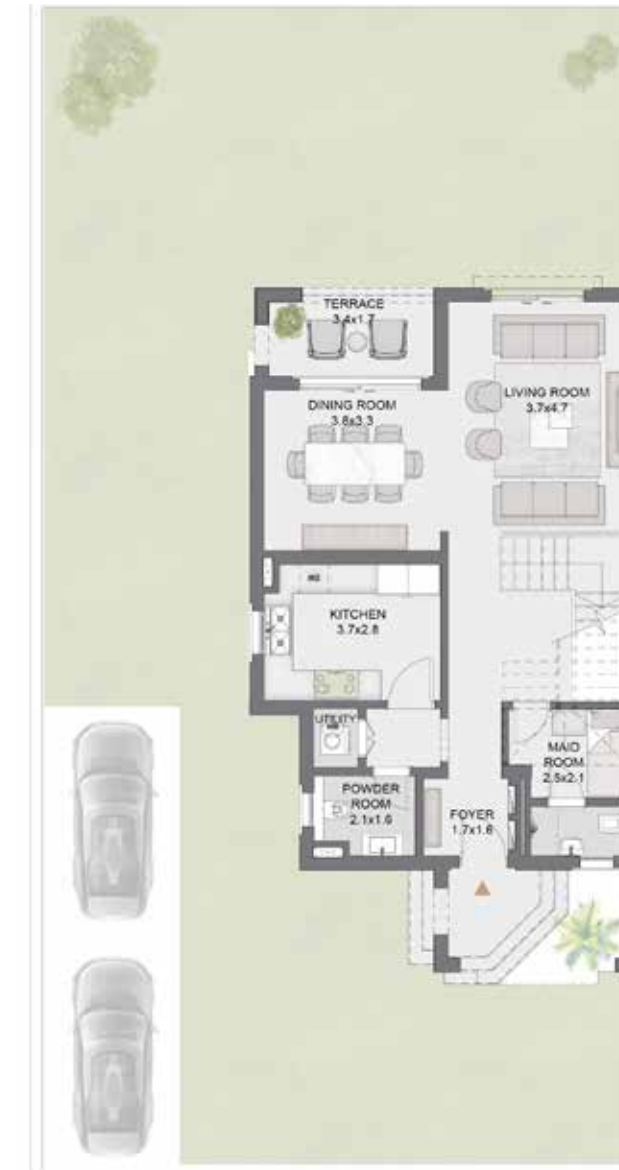 TERRACE
3.4x1.7
LIVING ROOM
3.7x4.7
DINING ROOM
3.8x3.3
KITCHEN
3.7x2.8
UTILITY
MAID
ROOM
2.5x2.1
POWDER
ROOM
2.1x1.6
FOYER
1.7x1.8